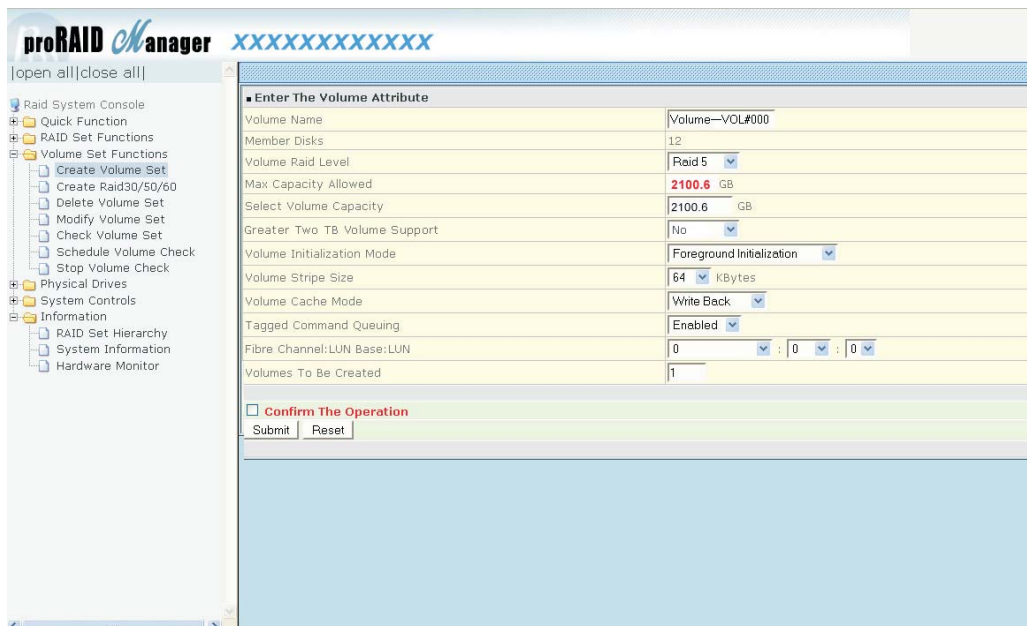 proRAID Manager XXXXXXXXXXXX
|open all|close all|
Raid System Console
Quick Function
RAID Set Functions
Volume Set Functions
Create Volume Set
Create Raid30/50/60
Delete Volume Set
Modify Volume Set
Check Volume Set
Schedule Volume Check
Stop Volume Check
Physical Drives
System Controls
Information
RAID Set Hierarchy
System Information
Hardware Monitor
Enter The Volume Attribute
Volume Name Volume—VOL#000
Member Disks 12
Volume Raid Level Raid 5
Max Capacity Allowed 2100.6 GB
Select Volume Capacity 2100.6 GB
Greater Two TB Volume Support No
Volume Initialization Mode Foreground Initialization
Volume Stripe Size 64 KBytes
Volume Cache Mode Write Back
Tagged Command Queuing Enabled
Fibre Channel:LUN Base:LUN 0 : 0 : 0
Volumes To Be Created 1
Confirm The Operation
Submit Reset